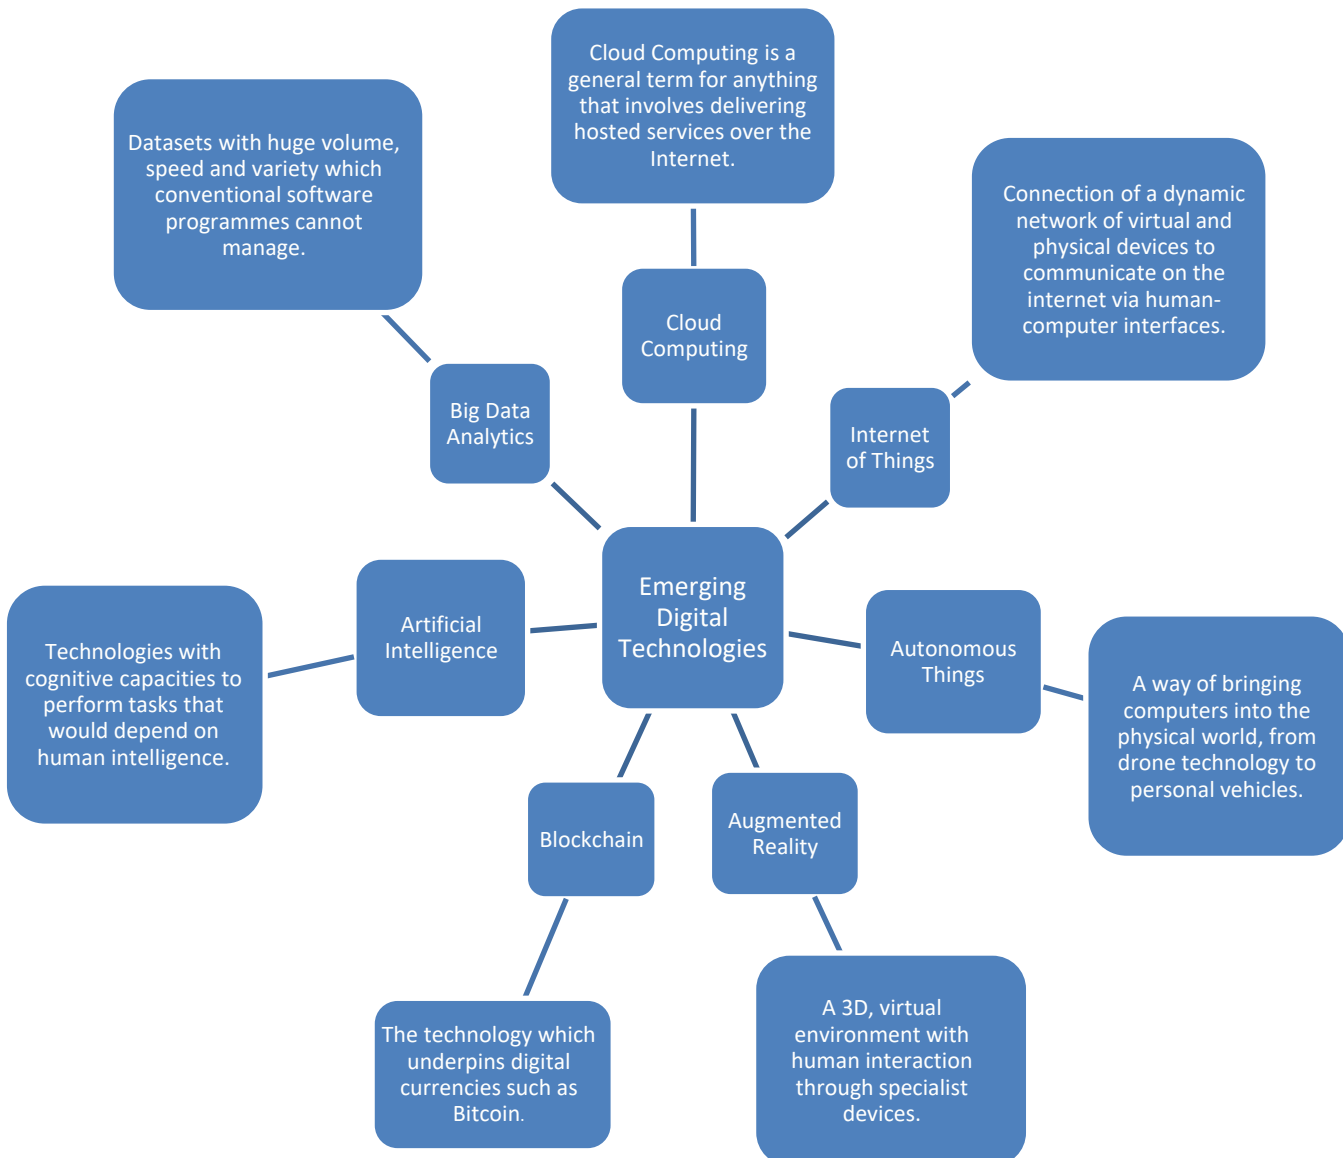 Cloud Computing is a
general term for anything
that involves delivering
hosted services over the
Internet.
Datasets with huge volume,
speed and variety which
conventional software
programmes cannot
manage.
Connection of a dynamic
network of virtual and
physical devices to
communicate on the
internet via human-
computer interfaces.
Cloud
Computing
Big Data
Analytics
Internet
of Things
Emerging
Digital
Technologies
Artificial
Intelligence
Autonomous
Things
Technologies with
cognitive capacities to
perform tasks that
would depend on
human intelligence.
A way of bringing
computers into the
physical world, from
drone technology to
personal vehicles.
Blockchain
Augmented
Reality
The technology which
underpins digital
currencies such as
Bitcoin.
A 3D, virtual
environment with
human interaction
through specialist
devices.